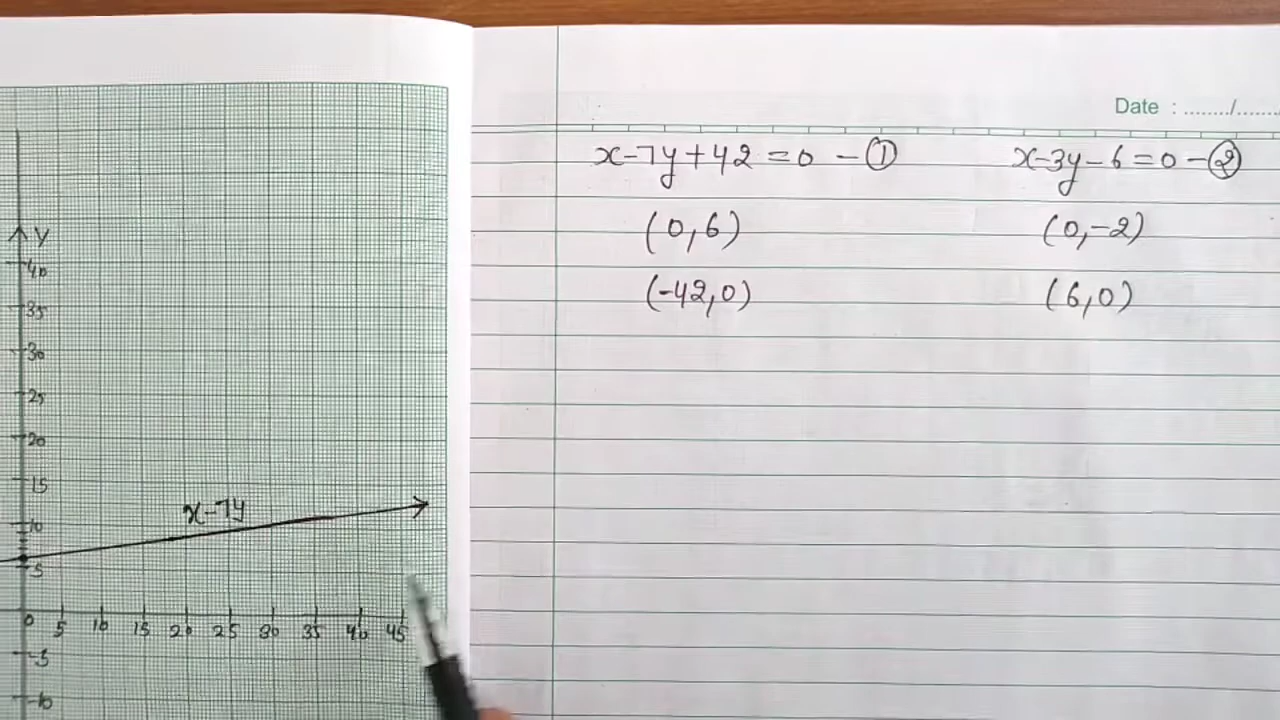 Date : ......../........
x-7y+42=0 -① x-3y-6=0-②
(0,6) (0,-2)
(-42,0) (6,0)
Y
40
35
30
25
20
15
x-7y
10
5
0 5 10 15 20 25 30 35 40 45
-5
-10